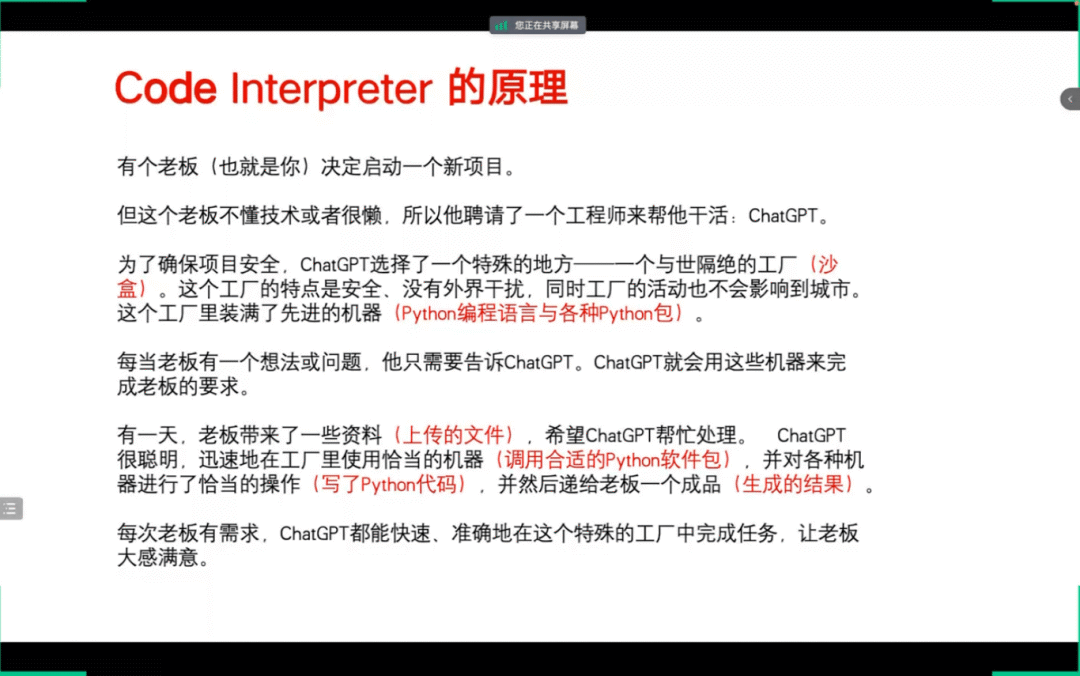 您正在共享屏幕
Code Interpreter 的原理
有个老板（也就是你）决定启动一个新项目。
但这个老板不懂技术或者很懒，所以他聘请了一个工程师来帮他干活：ChatGPT。
为了确保项目安全，ChatGPT选择了一个特殊的地方——一个与世隔绝的工厂（沙
盒）。这个工厂的特点是安全、没有外界干扰，同时工厂的活动也不会影响到城市。
这个工厂里装满了先进的机器（Python编程语言与各种Python包）。
每当老板有一个想法或问题，他只需要告诉ChatGPT。ChatGPT就会用这些机器来完
成老板的要求。
有一天，老板带来了一些资料（上传的文件），希望ChatGPT帮忙处理。 ChatGPT
很聪明，迅速地在工厂里使用恰当的机器（调用合适的Python软件包），并对各种机
器进行了恰当的操作（写了Python代码），并然后递给老板一个成品（生成的结果）。
每次老板有需求，ChatGPT都能快速、准确地在这个特殊的工厂中完成任务，让老板
大感满意。